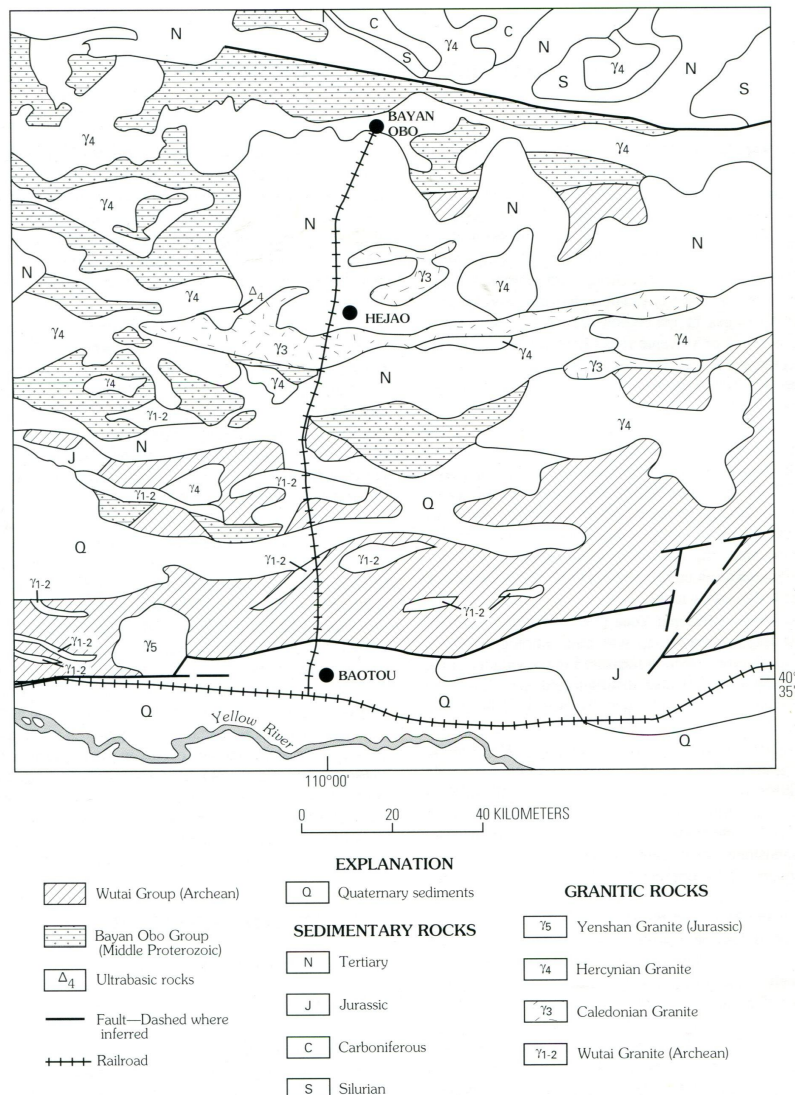 N
C
S
γ4
C
N
S
γ4
N
S
BAYAN
OBO
γ4
γ4
γ4
N
N
N
N
γ3
γ4
γ4
Δ4
HEJAO
γ4
γ3
γ4
γ4
γ3
γ4
γ4
N
γ1-2
γ4
N
J
γ4
γ1-2
γ1-2
Q
Q
γ1-2
γ1-2
γ1-2
γ1-2
γ1-2
γ5
γ1-2
BAOTOU
J
Q
Q
Q
Yellow River
40°
35'
110°00'
0 20 40 KILOMETERS
EXPLANATION
Wutai Group (Archean)
Bayan Obo Group
(Middle Proterozoic)
Δ4 Ultrabasic rocks
Fault—Dashed where
inferred
Railroad
Q Quaternary sediments
SEDIMENTARY ROCKS
N Tertiary
J Jurassic
C Carboniferous
S Silurian
GRANITIC ROCKS
γ5 Yenshan Granite (Jurassic)
γ4 Hercynian Granite
γ3 Caledonian Granite
γ1-2 Wutai Granite (Archean)